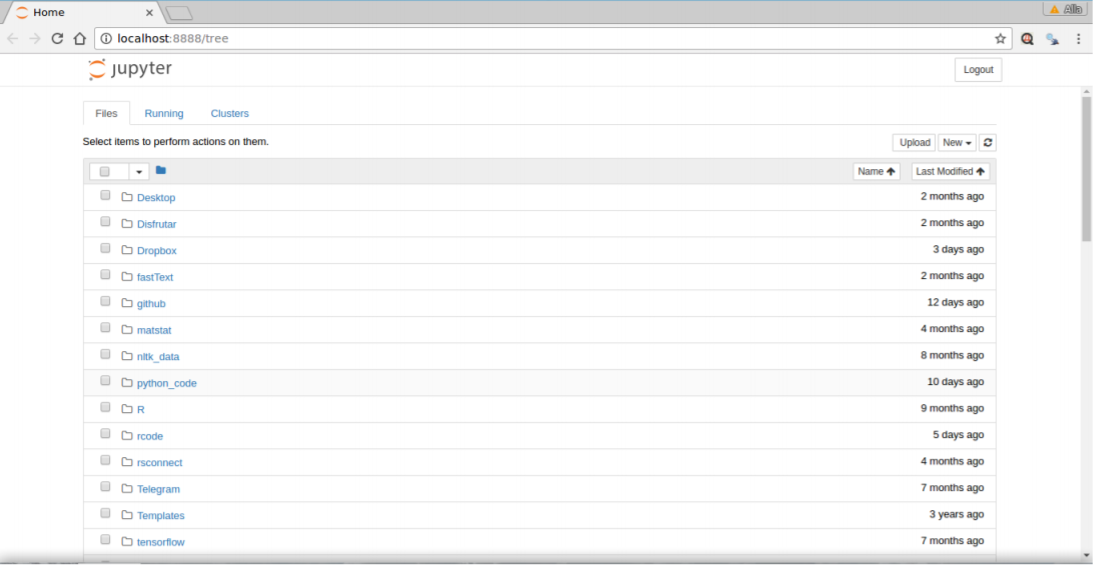 Home
Alla
localhost:8888/tree
jupyter
Logout
Files Running Clusters
Select items to perform actions on them.
Upload New
Name Last Modified
Desktop 2 months ago
Disfrutar 2 months ago
Dropbox 3 days ago
fastText 2 months ago
github 12 days ago
matstat 4 months ago
nltk_data 8 months ago
python_code 10 days ago
R 9 months ago
rcode 5 days ago
rsconnect 4 months ago
Telegram 7 months ago
Templates 3 years ago
tensorflow 7 months ago